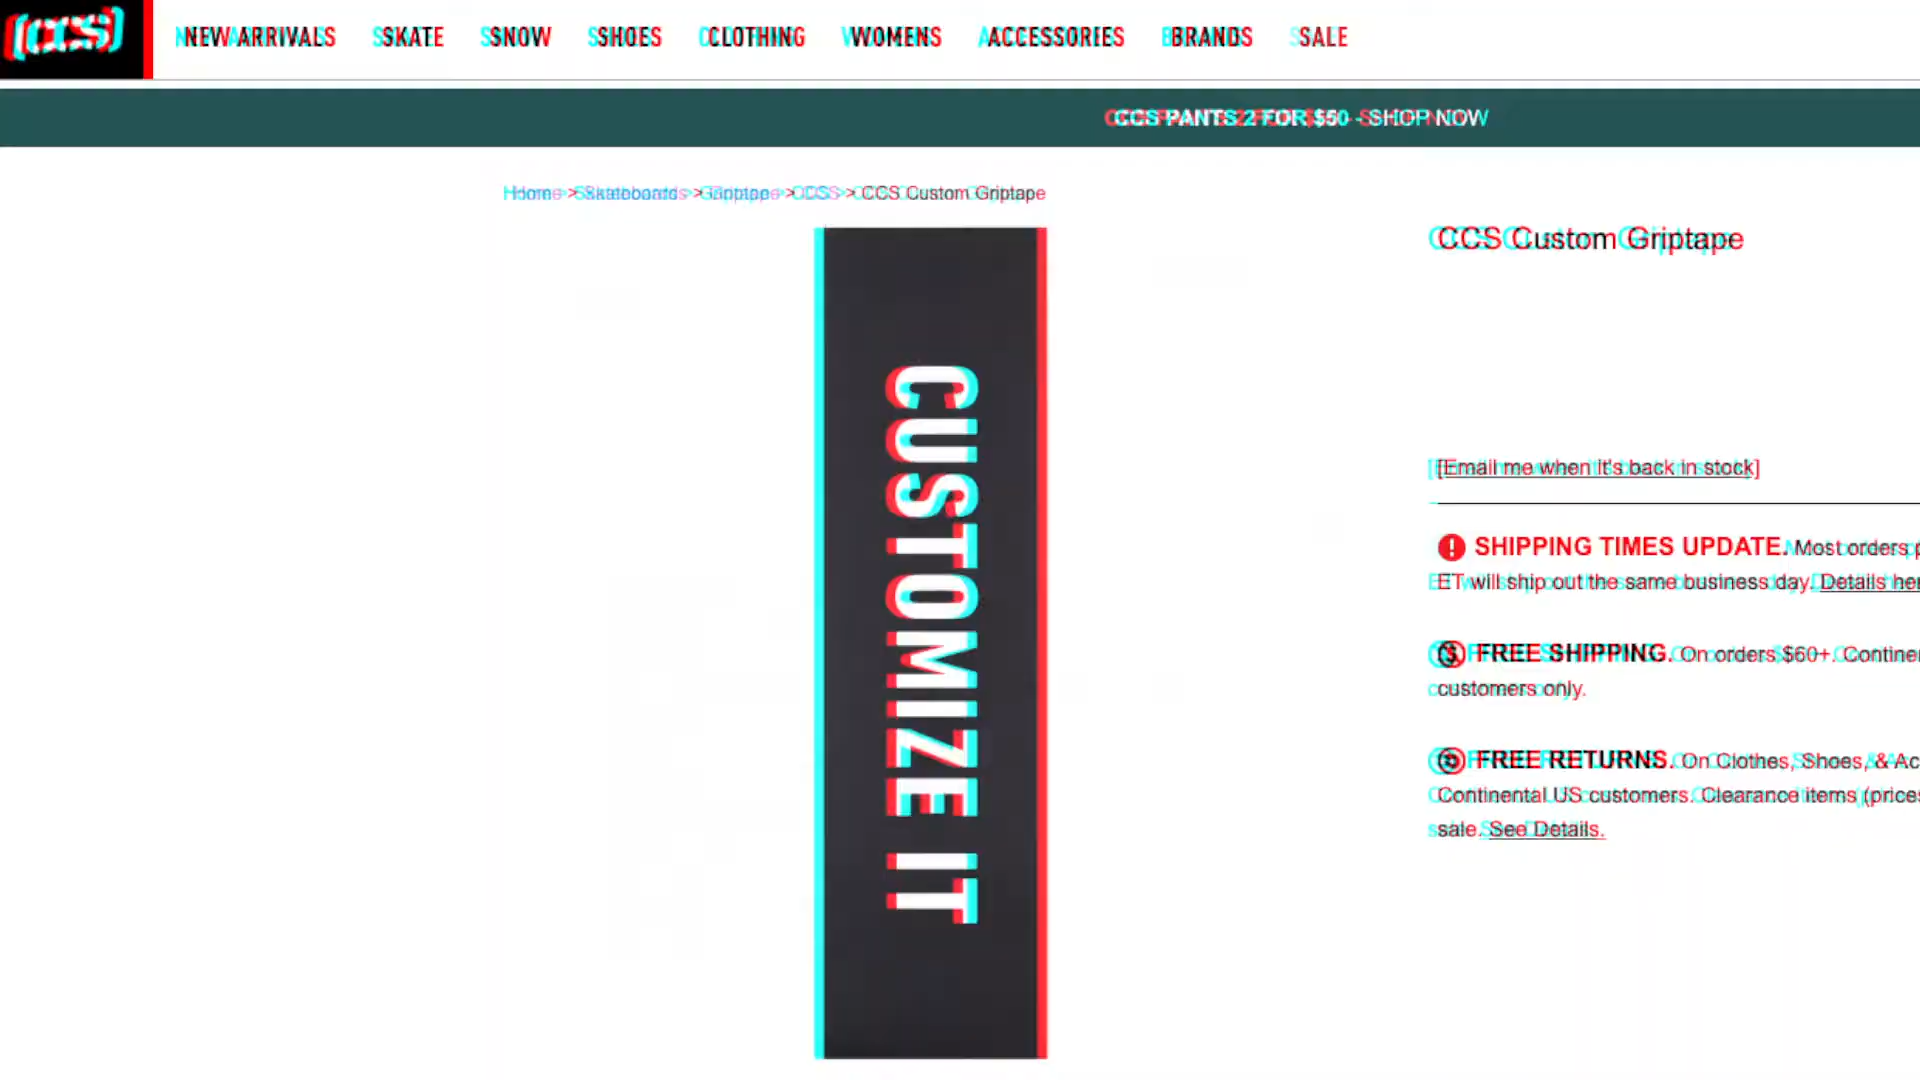 CCS
NEW ARRIVALS SKATE SNOW SHOES CLOTHING WOMENS ACCESSORIES BRANDS SALE
CCS PANTS 2 FOR $50 - SHOP NOW
Home > Skateboards > Griptape > CCS > CCS Custom Griptape
CUSTOMIZE IT
CCS Custom Griptape
[Email me when it's back in stock]
SHIPPING TIMES UPDATE. Most orders
ET will ship out the same business day. Details
FREE SHIPPING. On orders $60+.
customers only.
FREE RETURNS. On Clothes, Shoes, &
Continental US customers. Clearance items
sale. See Details.